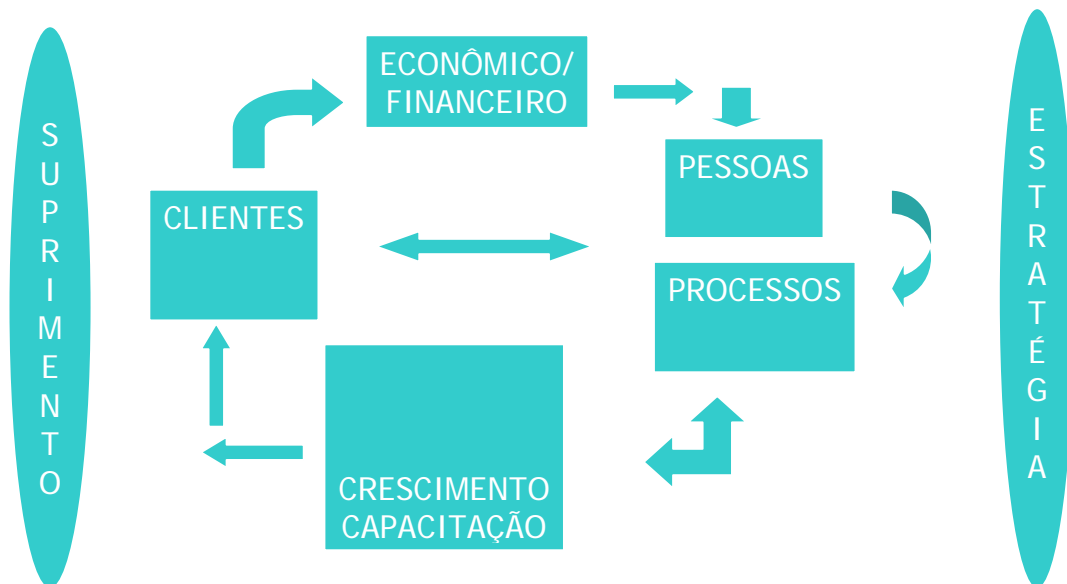 SUPRIMENTO
ECONÔMICO/
FINANCEIRO
PESSOAS
CLIENTES
PROCESSOS
CRESCIMENTO
CAPACITAÇÃO
ESTRATÉGIA